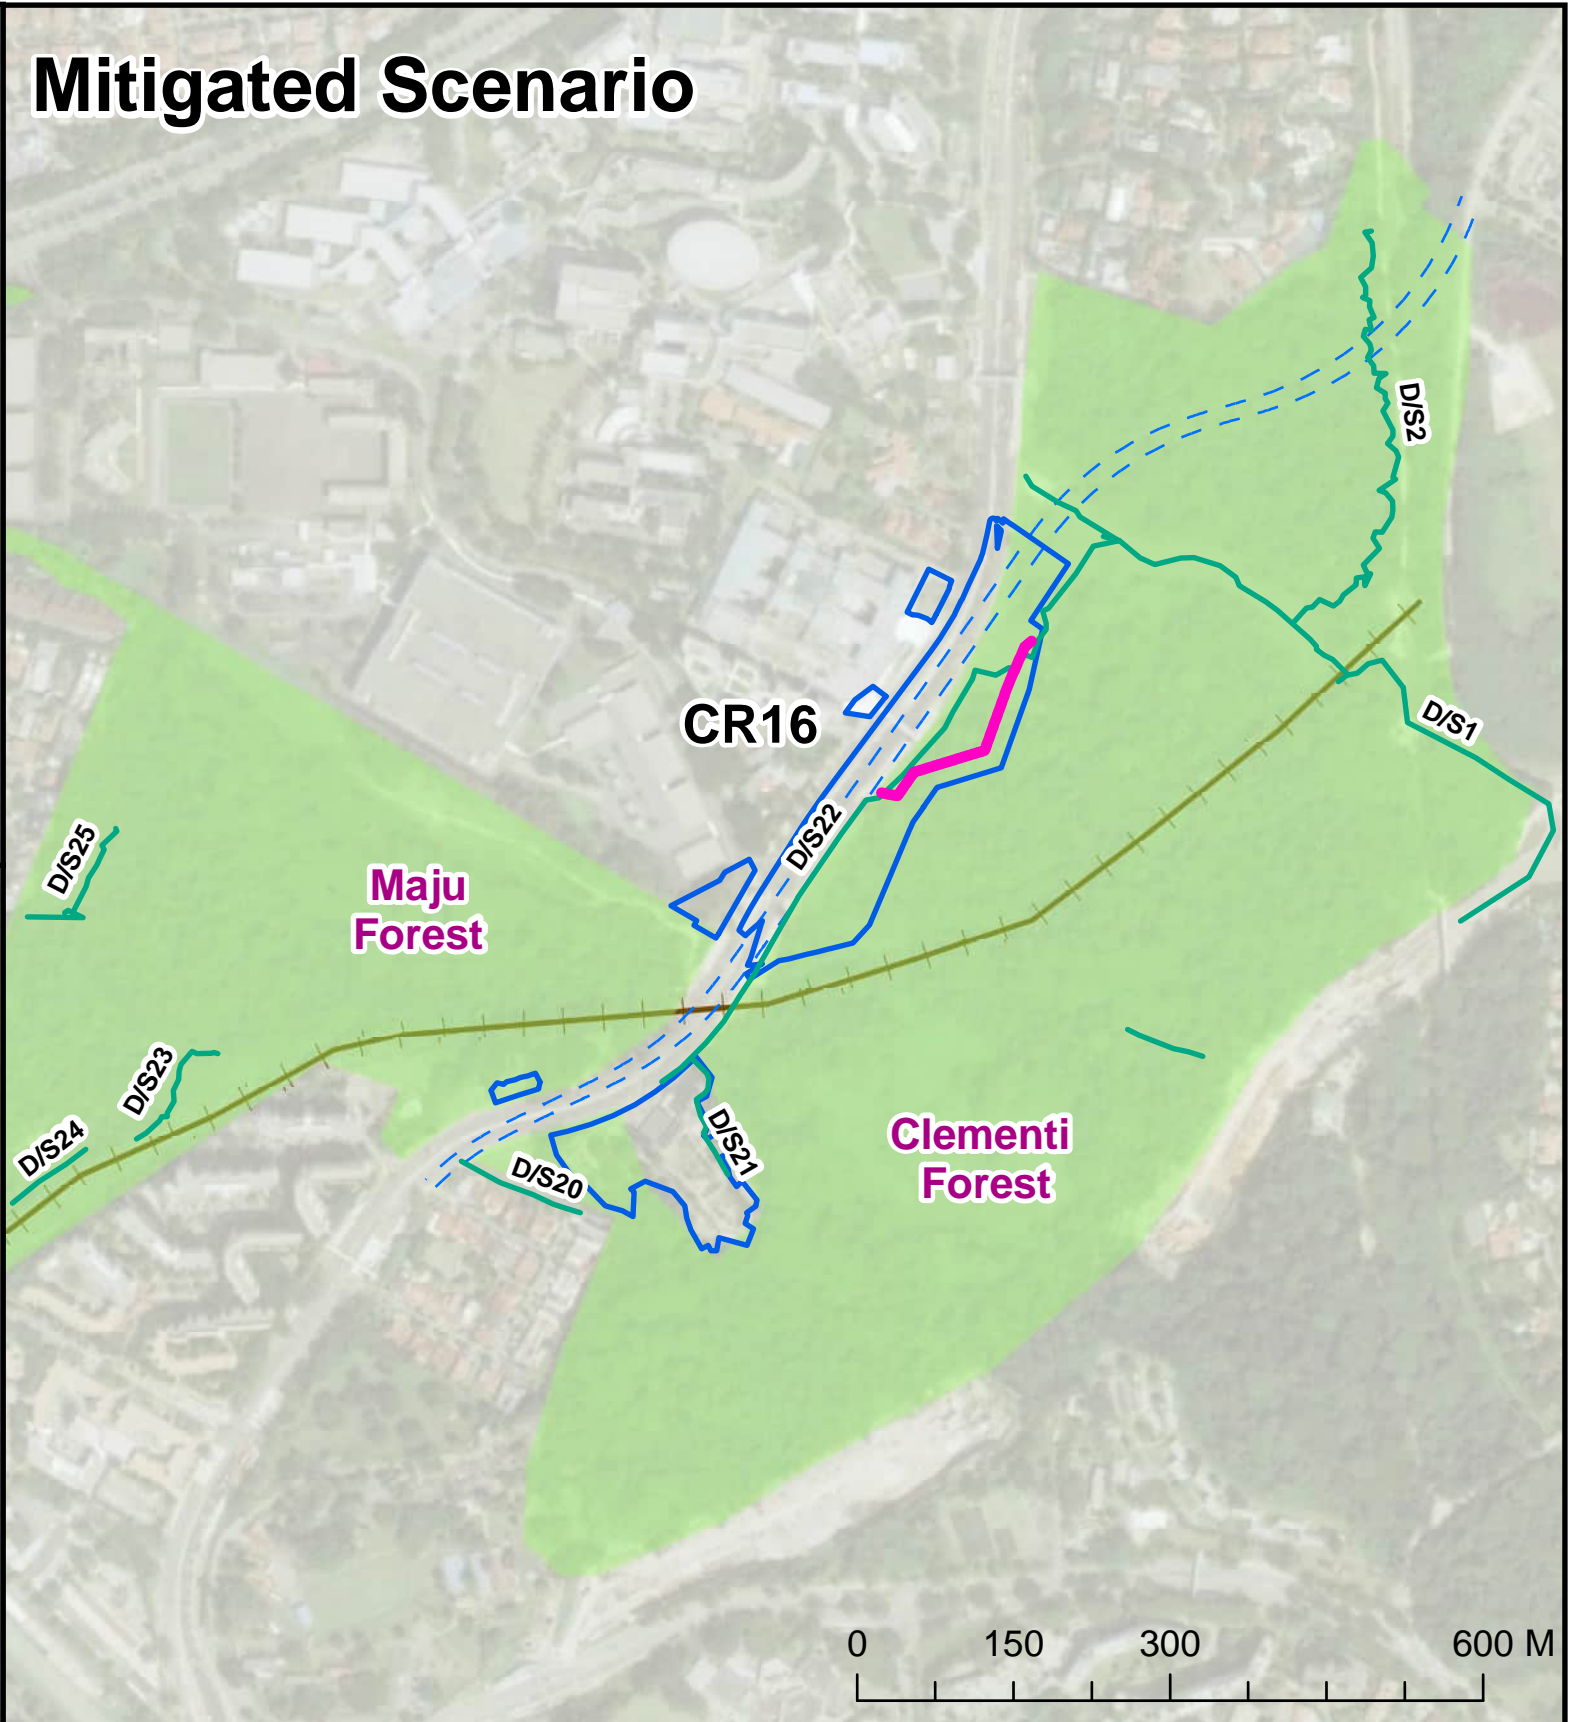 Mitigated Scenario
D/S2
CR16
D/S1
D/S22
D/S25
Maju
Forest
D/S23
D/S24
D/S20
D/S21
Clementi
Forest
0 150 300 600 M